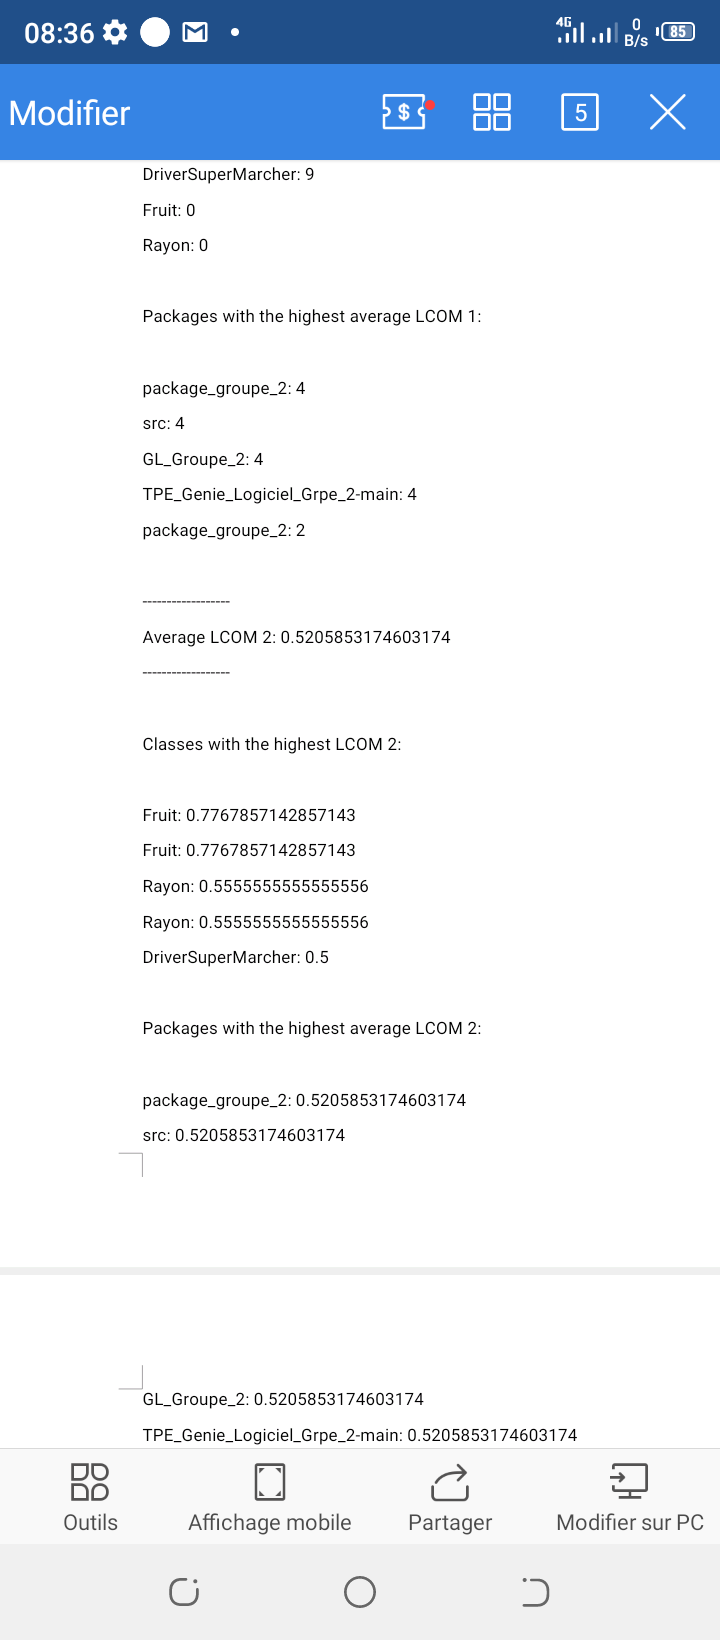 08:36
4G
0
B/s
85
Modifier
$
5
DriverSuperMarcher: 9
Fruit: 0
Rayon: 0
Packages with the highest average LCOM 1:
package_groupe_2: 4
src: 4
GL_Groupe_2: 4
TPE_Genie_Logiciel_Grpe_2-main: 4
package_groupe_2: 2
------------------
Average LCOM 2: 0.5205853174603174
------------------
Classes with the highest LCOM 2:
Fruit: 0.7767857142857143
Fruit: 0.7767857142857143
Rayon: 0.5555555555555556
Rayon: 0.5555555555555556
DriverSuperMarcher: 0.5
Packages with the highest average LCOM 2:
package_groupe_2: 0.5205853174603174
src: 0.5205853174603174
GL_Groupe_2: 0.5205853174603174
TPE_Genie_Logiciel_Grpe_2-main: 0.5205853174603174
Outils
Affichage mobile
Partager
Modifier sur PC